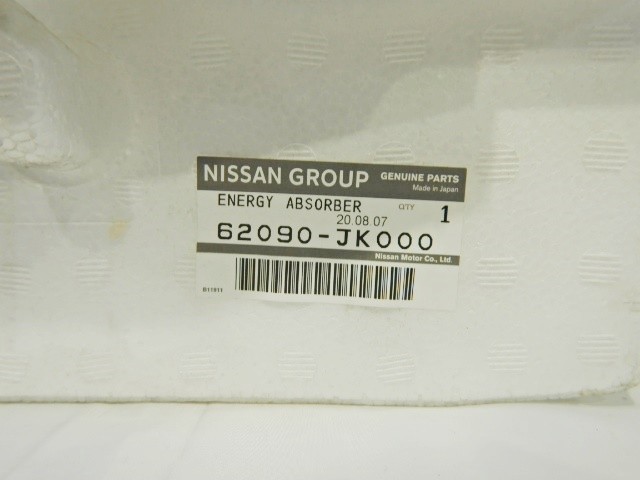 NISSAN GROUP GENUINE PARTS
Made in Japan
ENERGY ABSORBER QTY 1
20.08.07
62090-JK000
Nissan Motor Co., Ltd.